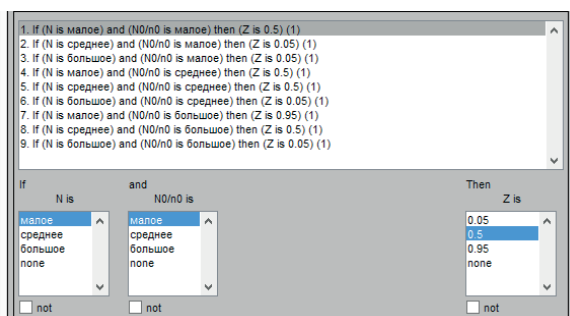 1. If (N is малое) and (N0/n0 is малое) then (Z is 0.5) (1)
2. If (N is среднее) and (N0/n0 is малое) then (Z is 0.05) (1)
3. If (N is большое) and (N0/n0 is малое) then (Z is 0.05) (1)
4. If (N is малое) and (N0/n0 is среднее) then (Z is 0.5) (1)
5. If (N is среднее) and (N0/n0 is среднее) then (Z is 0.5) (1)
6. If (N is большое) and (N0/n0 is среднее) then (Z is 0.05) (1)
7. If (N is малое) and (N0/n0 is большое) then (Z is 0.95) (1)
8. If (N is среднее) and (N0/n0 is большое) then (Z is 0.5) (1)
9. If (N is большое) and (N0/n0 is большое) then (Z is 0.05) (1)
If and Then
N is N0/n0 is Z is
малое малое 0.05
среднее среднее 0.5
большое большое 0.95
none none none
not not not